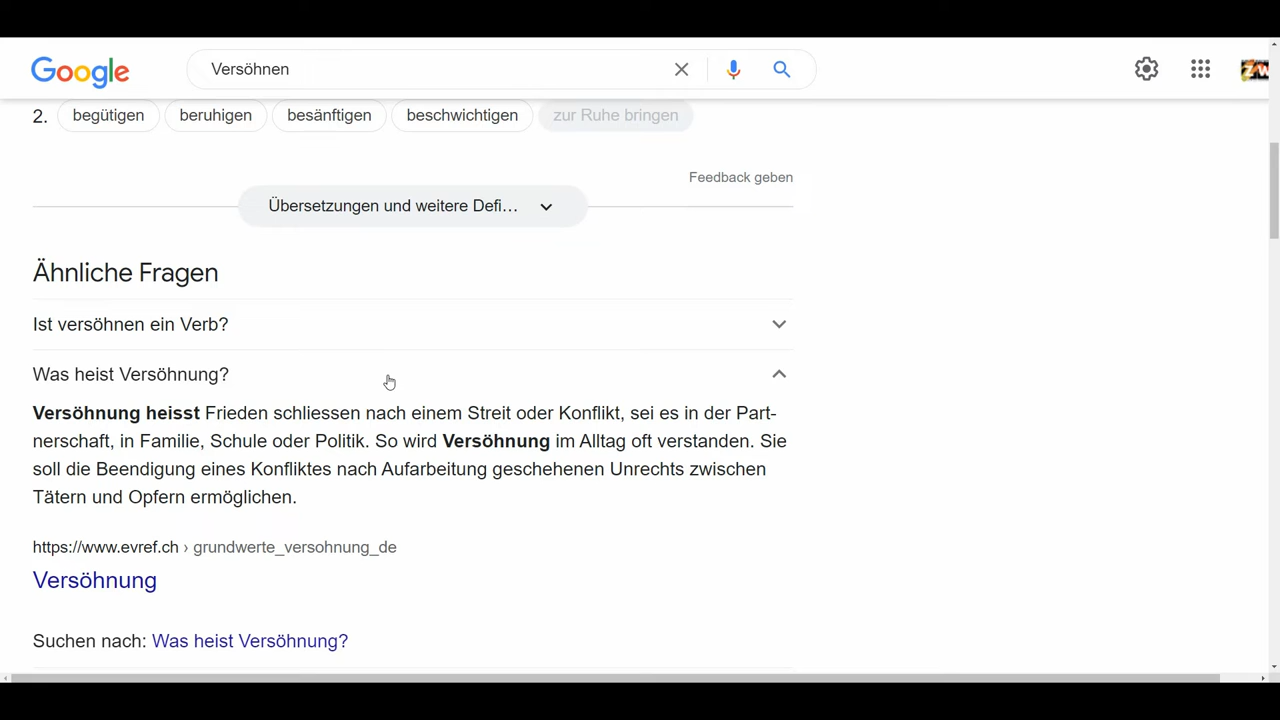 Google
Versöhnen
2. begütigen beruhigen besänftigen beschwichtigen zur Ruhe bringen
Feedback geben
Übersetzungen und weitere Defi…
Ähnliche Fragen
Ist versöhnen ein Verb?
Was heist Versöhnung?
Versöhnung heisst Frieden schliessen nach einem Streit oder Konflikt, sei es in der Part-
nerschaft, in Familie, Schule oder Politik. So wird Versöhnung im Alltag oft verstanden. Sie
soll die Beendigung eines Konfliktes nach Aufarbeitung geschehenen Unrechts zwischen
Tätern und Opfern ermöglichen.
https://www.evref.ch › grundwerte_versohnung_de
Versöhnung
Suchen nach: Was heist Versöhnung?